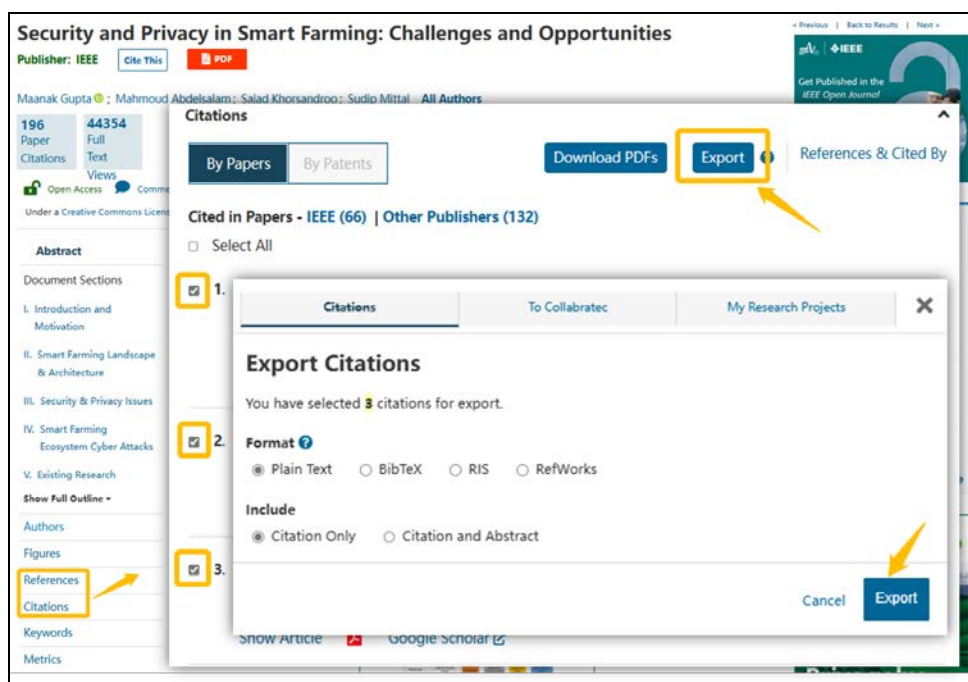 Security and Privacy in Smart Farming: Challenges and Opportunities
Publisher: IEEE Cite This PDF
Maanak Gupta ; Mahmoud Abdelsalam ; Sajad Khorsandroo ; Sudip Mittal All Authors
196 44354
Paper Full
Citations Text
Views
Open Access Comme
Under a Creative Commons Licens
Abstract
Document Sections
I. Introduction and
Motivation
II. Smart Farming Landscape
& Architecture
III. Security & Privacy Issues
IV. Smart Farming
Ecosystem Cyber Attacks
V. Existing Research
Show Full Outline
Authors
Figures
References
Citations
Keywords
Metrics
« Previous | Back to Results | Next »
IEEE
Get Published in the
IEEE Open Journal
Citations
By Papers By Patents Download PDFs Export References & Cited By
Cited in Papers - IEEE (66) | Other Publishers (132)
Select All
1.
2.
3.
Citations To Collabratec My Research Projects
Export Citations
You have selected 3 citations for export.
Format
Plain Text BibTeX RIS RefWorks
Include
Citation Only Citation and Abstract
Cancel Export
Show Article Google Scholar